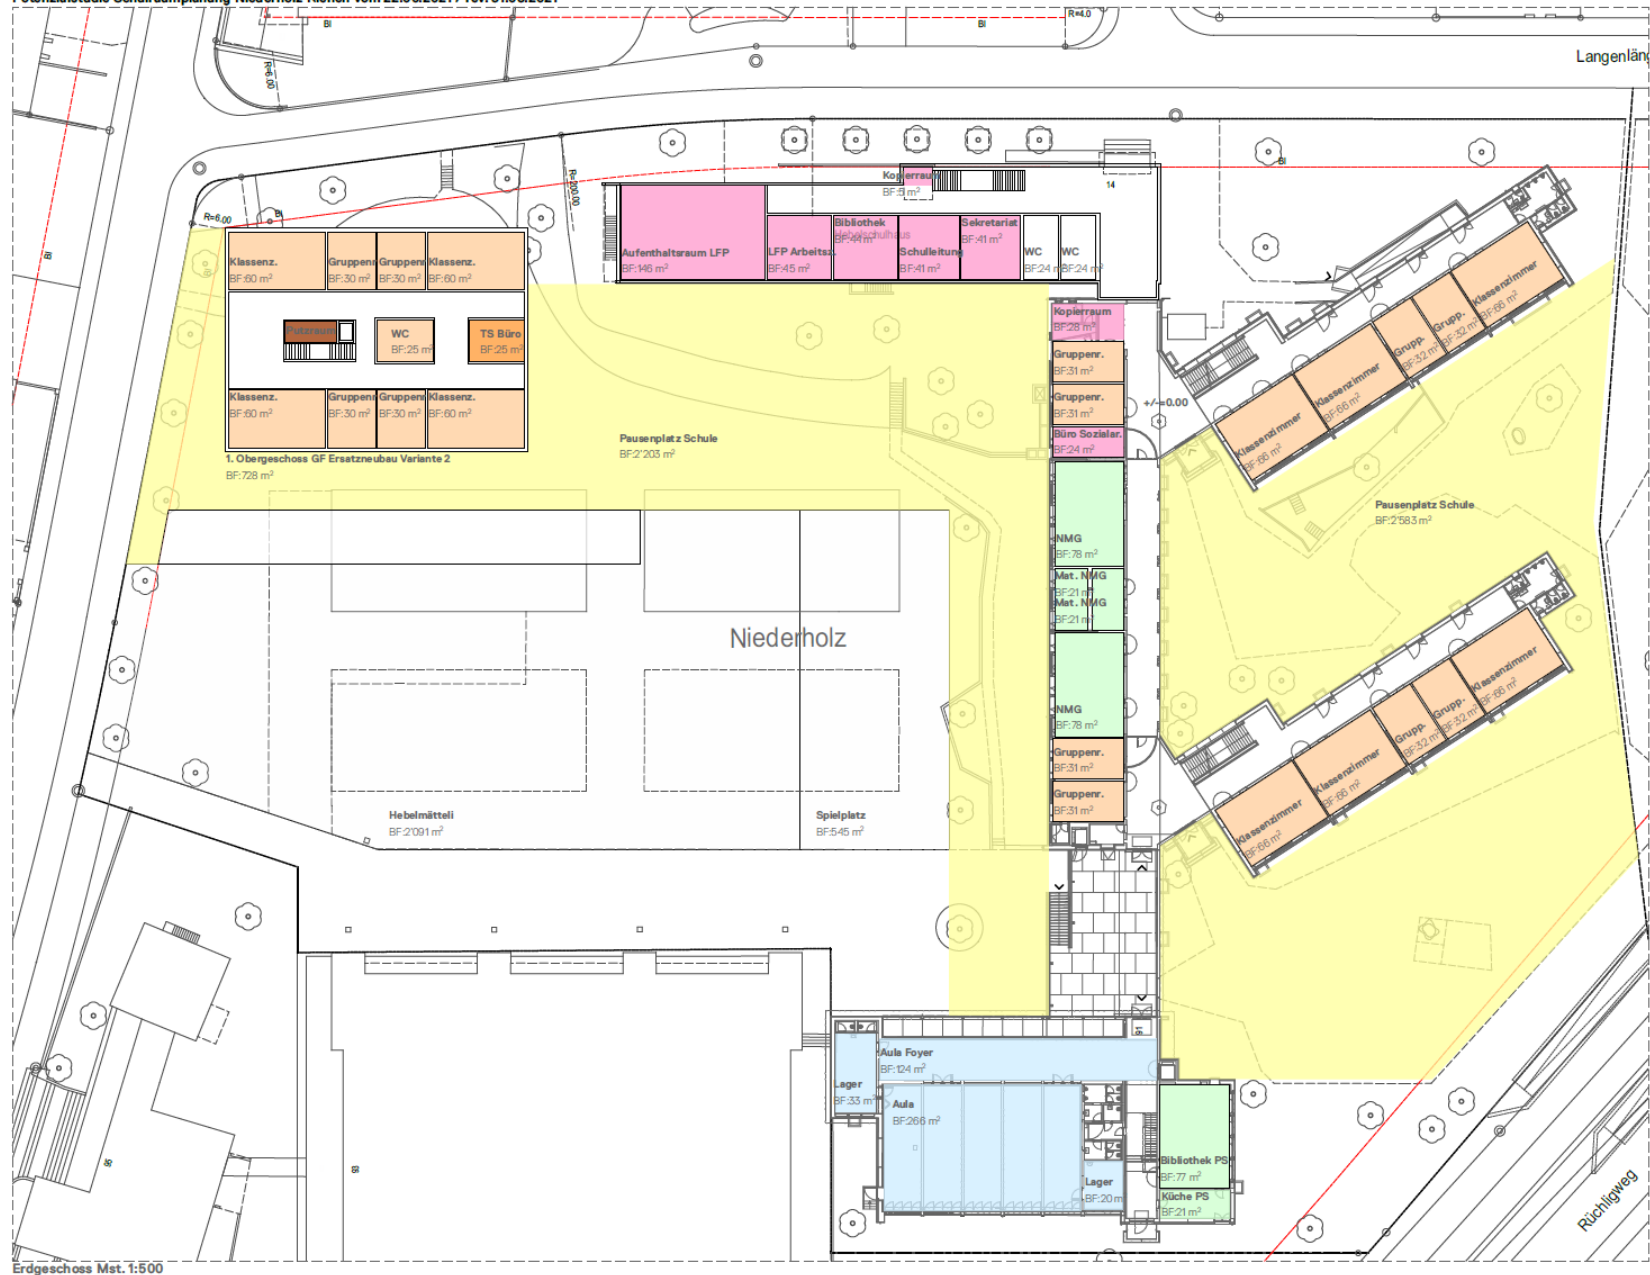 Langenläng
BI
BI
R=4.0
R=6.00
BI
R=6.00
BI
R=200.00
BI
14
Kopierraum
BF:5 m²
Aufenthaltsraum LFP
BF:146 m²
LFP Arbeitsz.
BF:45 m²
Bibliothek
Hebelschulhaus
BF:44 m²
Schulleitung
BF:41 m²
Sekretariat
BF:41 m²
WC
BF:24 m²
WC
BF:24 m²
Klassenz.
BF:60 m²
Gruppenr
BF:30 m²
Gruppenr
BF:30 m²
Klassenz.
BF:60 m²
Putzraum
WC
BF:25 m²
TS Büro
BF:25 m²
Klassenz.
BF:60 m²
Gruppenr
BF:30 m²
Gruppenr
BF:30 m²
Klassenz.
BF:60 m²
1. Obergeschoss GF Ersatzneubau Variante 2
BF:728 m²
Pausenplatz Schule
BF:2'203 m²
Kopierraum
BF:28 m²
Gruppenr.
BF:31 m²
Gruppenr.
BF:31 m²
Büro Sozialar.
BF:24 m²
+/-=0.00
NMG
BF:78 m²
Mat. NMG
BF:21 m²
Mat. NMG
BF:21 m²
NMG
BF:78 m²
Gruppenr.
BF:31 m²
Gruppenr.
BF:31 m²
Klassenzimmer
BF:66 m²
Klassenzimmer
BF:66 m²
Grupp.
BF:32 m²
Grupp.
BF:32 m²
Klassenzimmer
BF:66 m²
Pausenplatz Schule
BF:2'583 m²
Klassenzimmer
BF:66 m²
Klassenzimmer
BF:66 m²
Grupp.
BF:32 m²
Grupp.
BF:32 m²
Klassenzimmer
BF:66 m²
Niederholz
Hebelmätteli
BF:2'091 m²
Spielplatz
BF:545 m²
Aula Foyer
BF:124 m²
91
Lager
BF:33 m²
Aula
BF:266 m²
Lager
BF:20 m
Bibliothek PS
BF:77 m²
Küche PS
BF:21 m²
95
93
Rüchligweg
Erdgeschoss Mst. 1:500